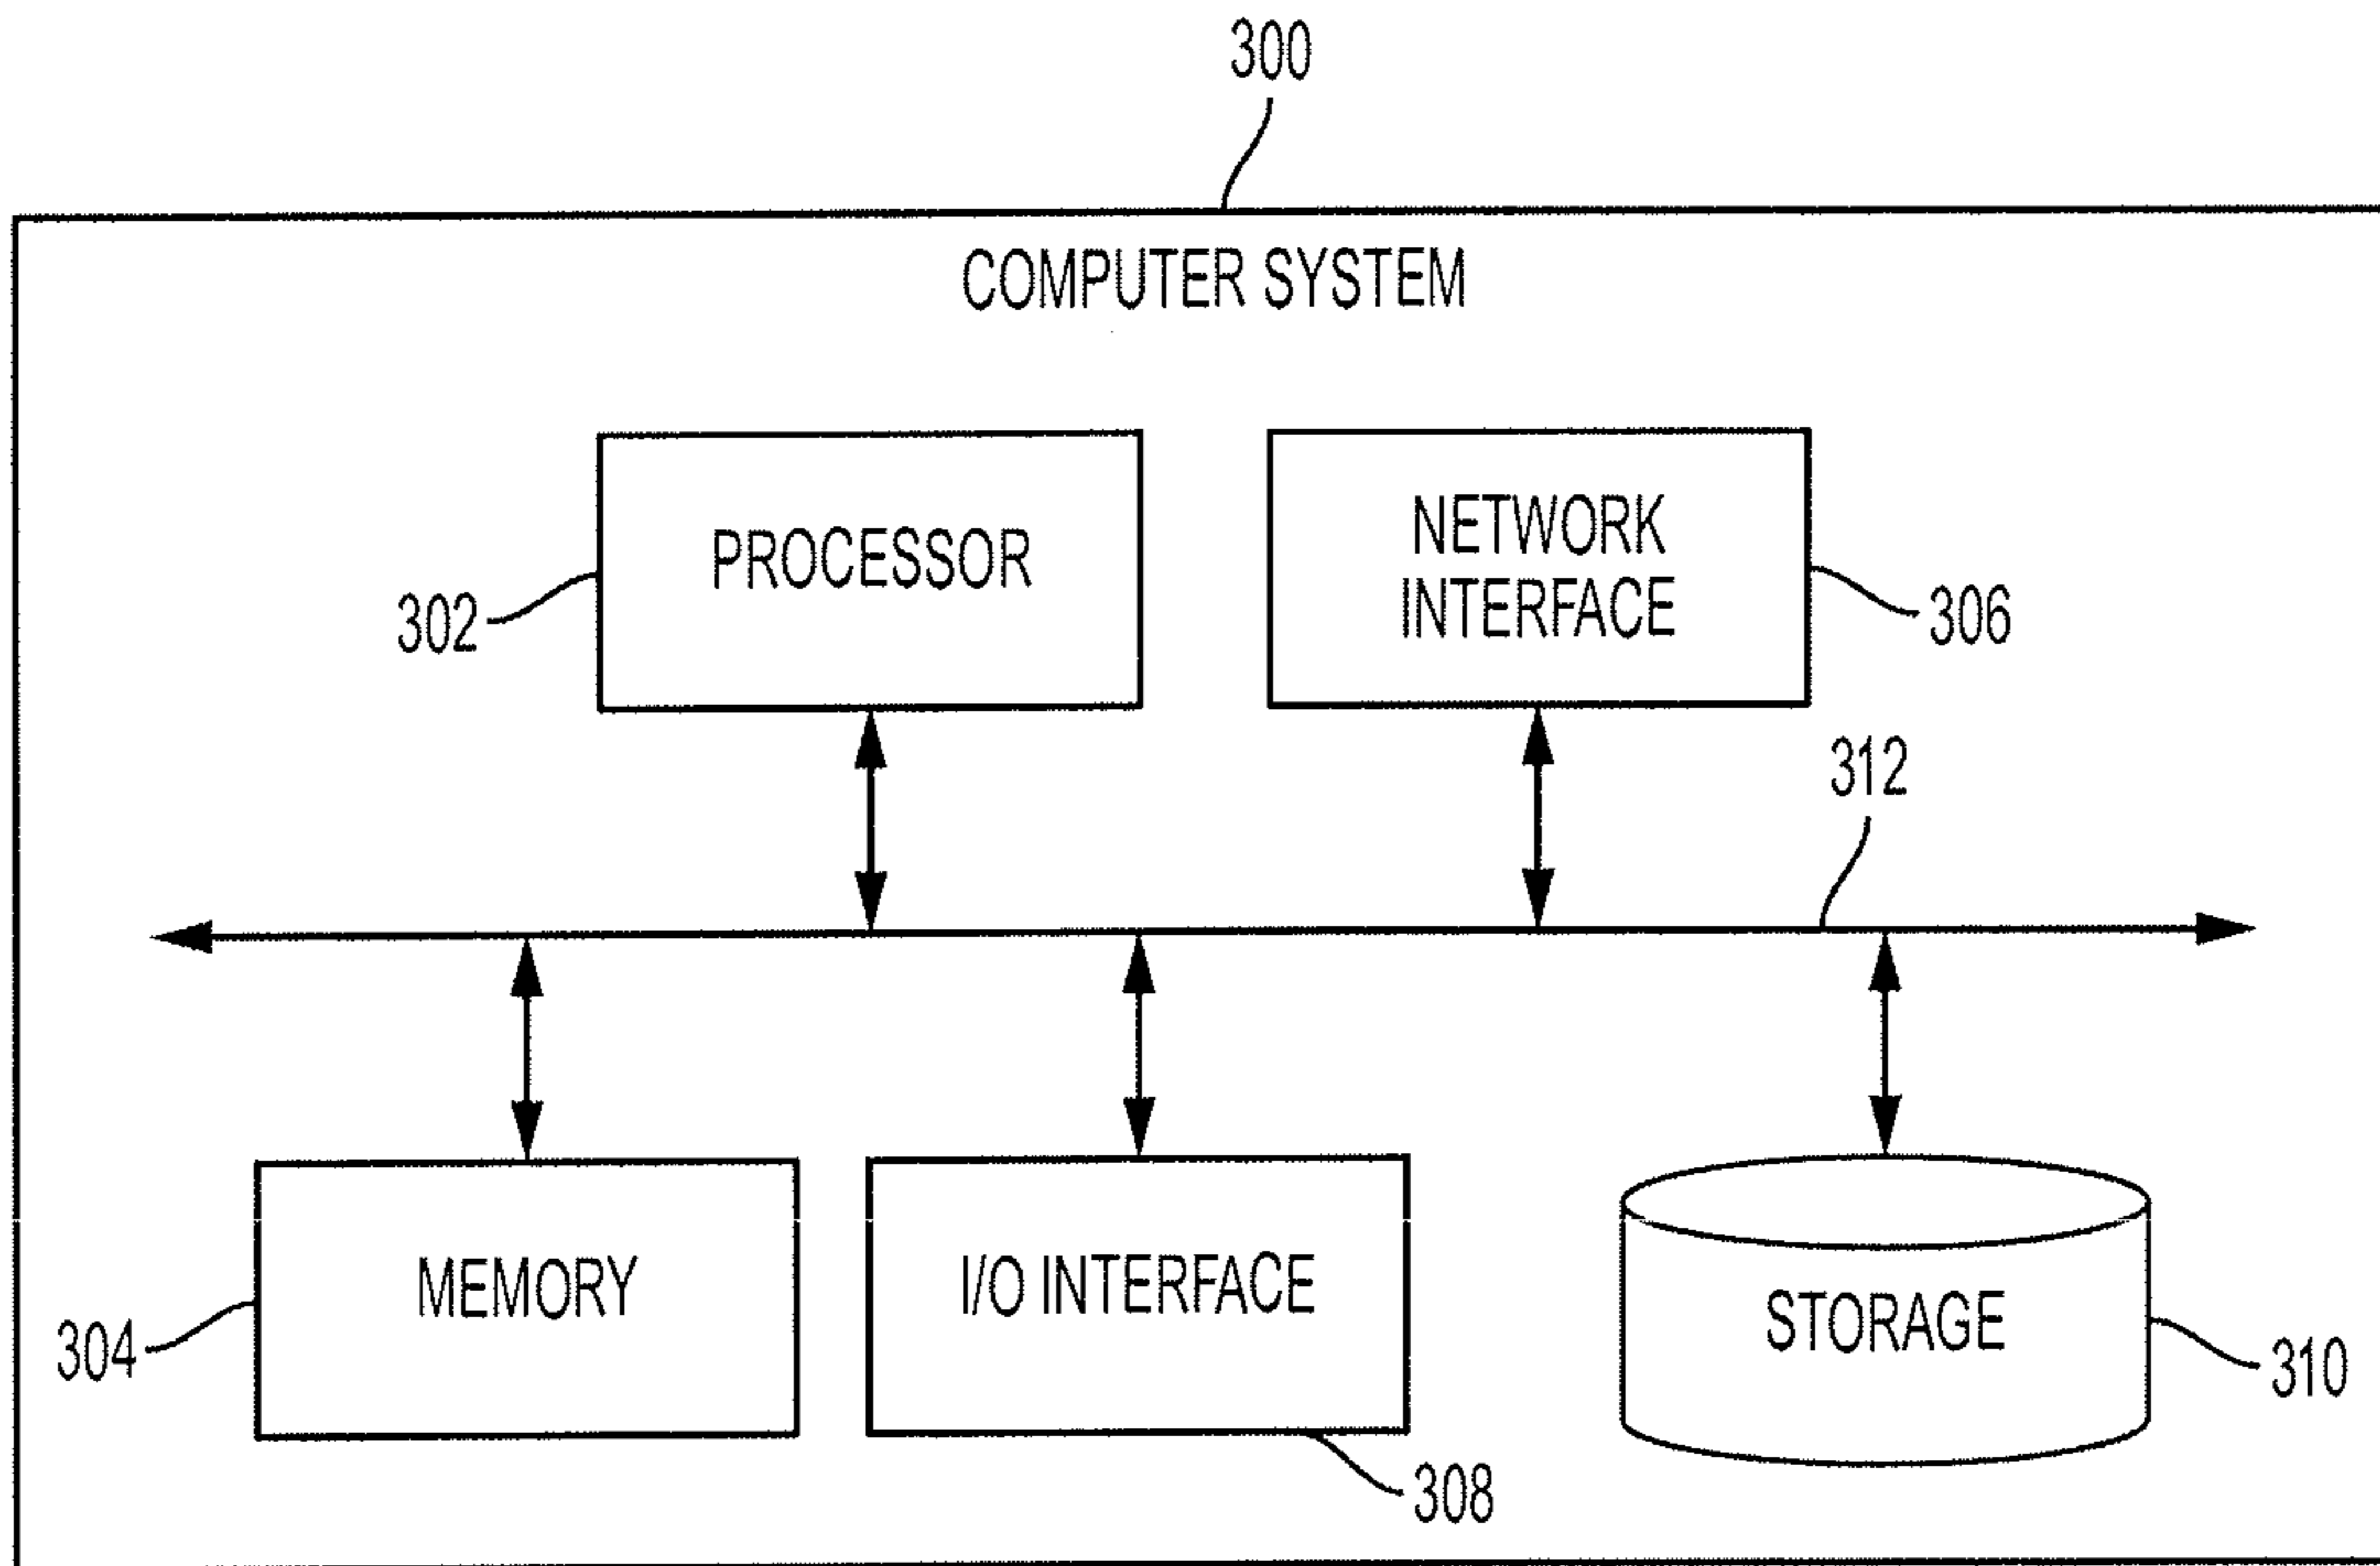 300
COMPUTER SYSTEM
PROCESSOR
NETWORK
INTERFACE
302
306
312
MEMORY
I/O INTERFACE
STORAGE
304
310
308